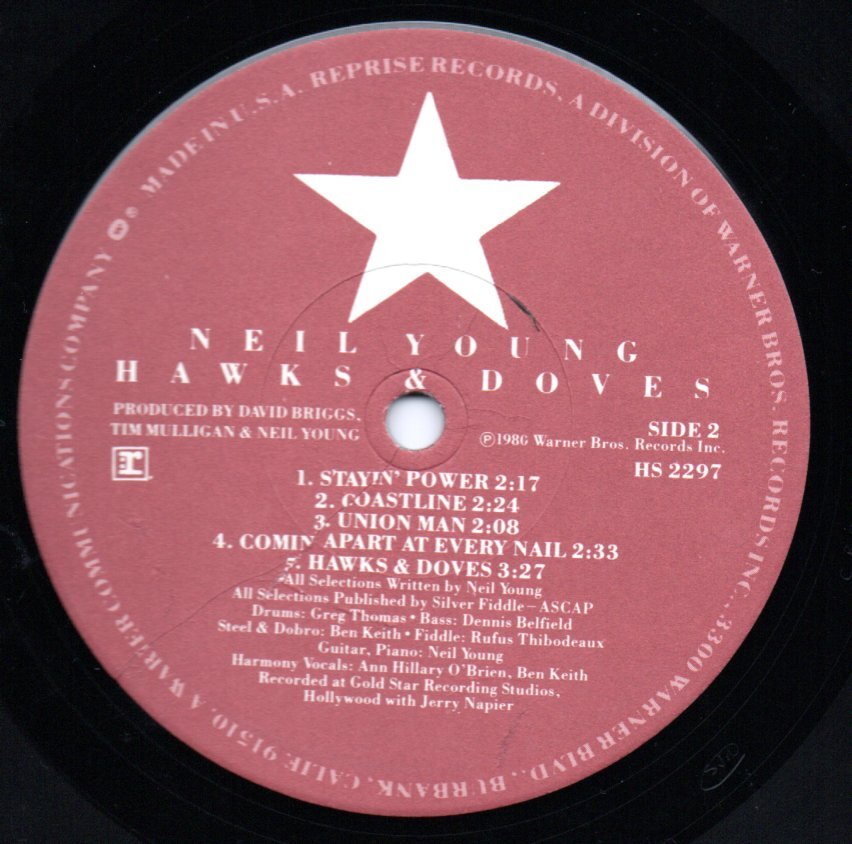 MADE IN U.S.A. REPRISE RECORDS, A DIVISION OF WARNER BROS. RECORDS INC., 3300 WARNER BLVD., BURBANK, CALIF. 91510, A WARNER COMMUNICATIONS COMPANY ®
NEIL YOUNG
HAWKS & DOVES
PRODUCED BY DAVID BRIGGS,
TIM MULLIGAN & NEIL YOUNG
SIDE 2
℗1980 Warner Bros. Records Inc.
r
HS 2297
1. STAYIN' POWER 2:17
2. COASTLINE 2:24
3. UNION MAN 2:08
4. COMIN' APART AT EVERY NAIL 2:33
5. HAWKS & DOVES 3:27
All Selections Written by Neil Young
All Selections Published by Silver Fiddle–ASCAP
Drums: Greg Thomas • Bass: Dennis Belfield
Steel & Dobro: Ben Keith • Fiddle: Rufus Thibodeaux
Guitar, Piano: Neil Young
Harmony Vocals: Ann Hillary O'Brien, Ben Keith
Recorded at Gold Star Recording Studios,
Hollywood with Jerry Napier